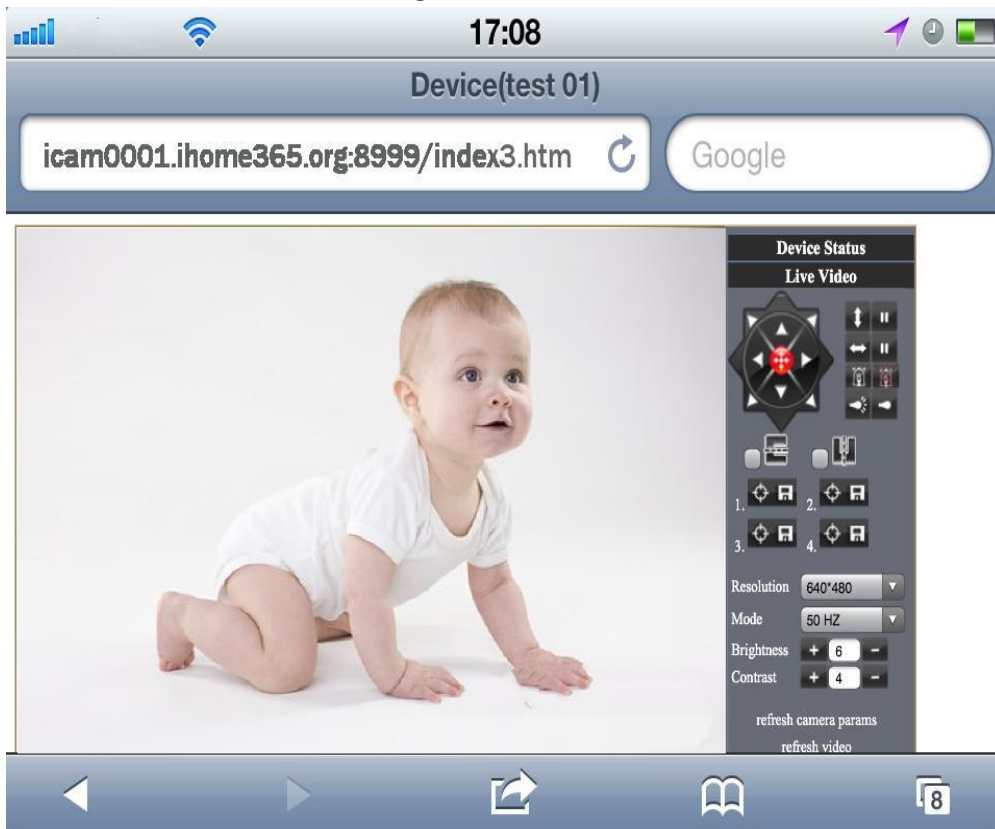 17:08
Device(test 01)
icam0001.ihome365.org:8999/index3.htm
Google
Device Status
Live Video
1.
2.
3.
4.
Resolution 640*480
Mode 50 HZ
Brightness + 6 -
Contrast + 4 -
refresh camera params
refresh video
8